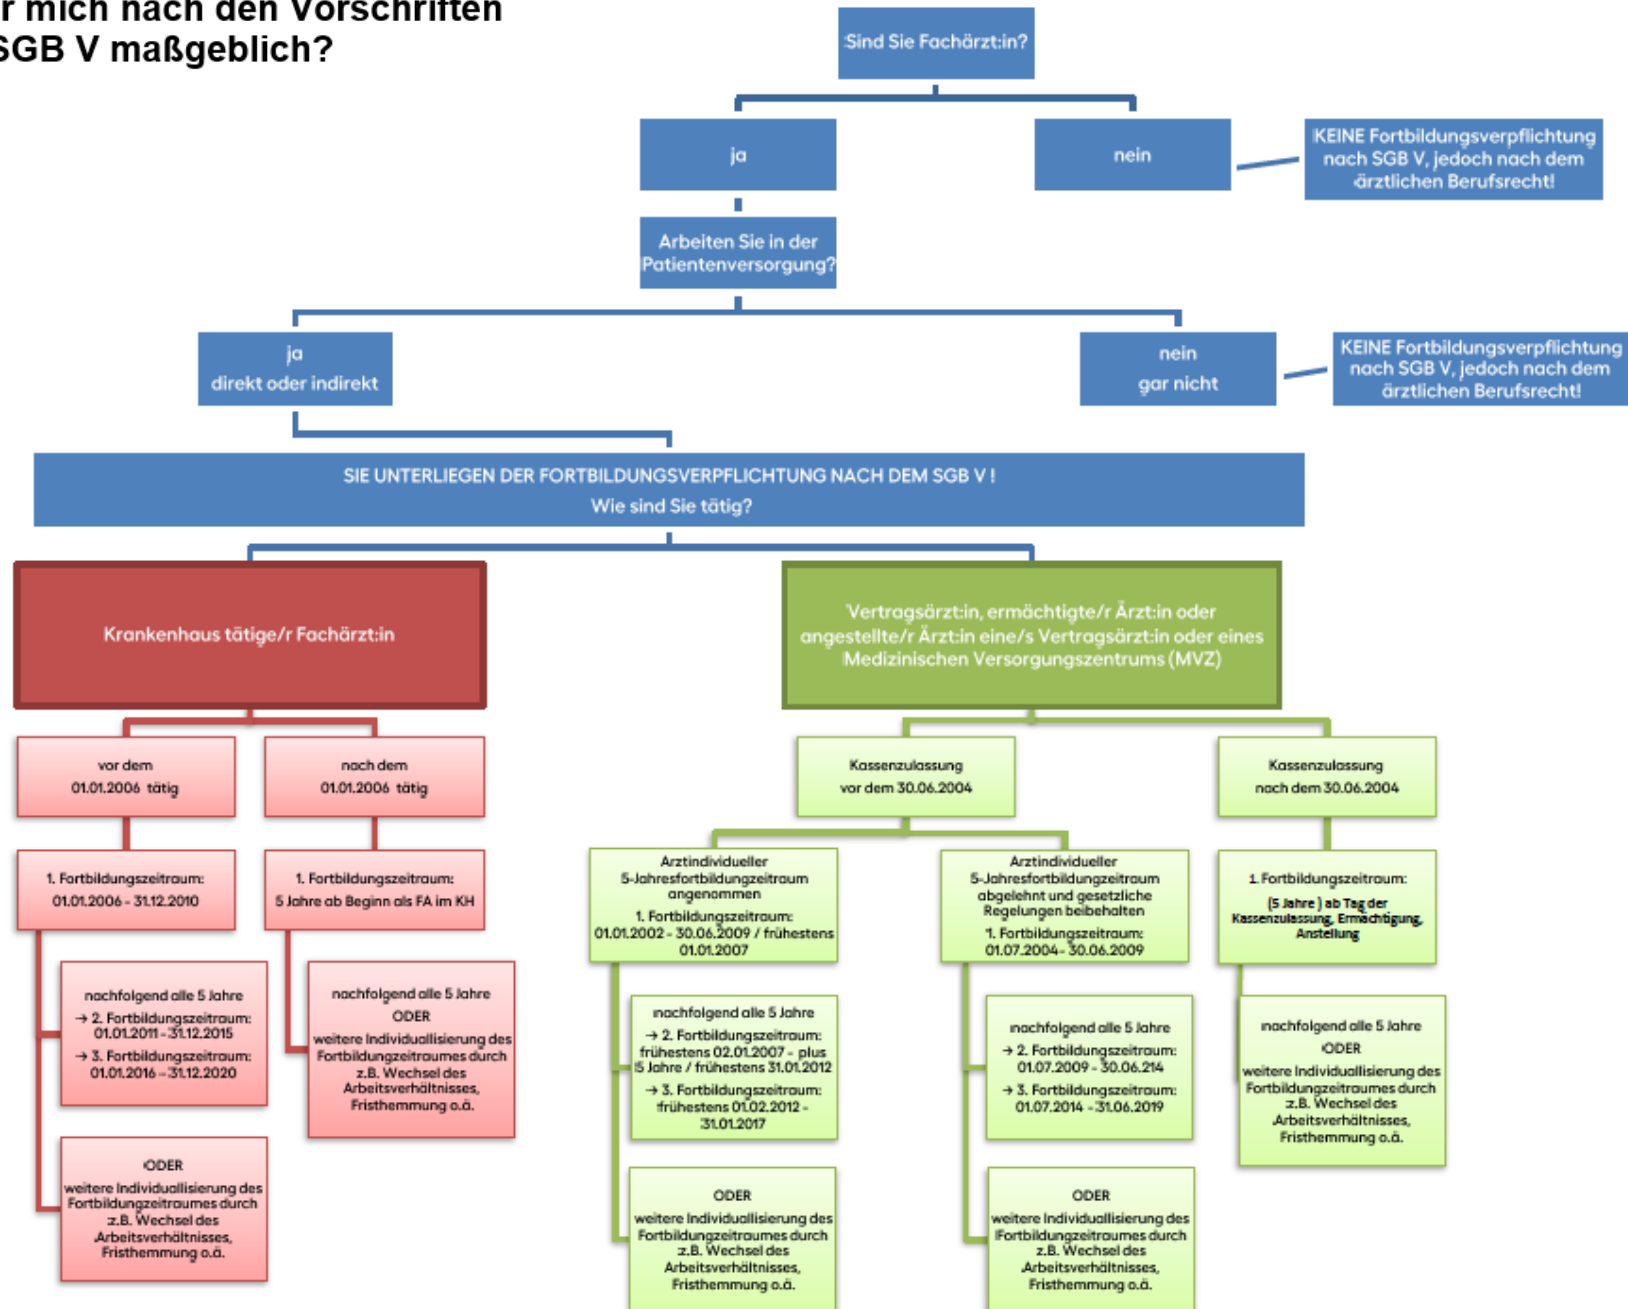 r mich nach den Vorschriften
SGB V maßgeblich?
Sind Sie Fachärzt:in?
ja
nein
KEINE Fortbildungsverpflichtung
nach SGB V, jedoch nach dem
ärztlichen Berufsrecht!
Arbeiten Sie in der
Patientenversorgung?
ja
direkt oder indirekt
nein
gar nicht
KEINE Fortbildungsverpflichtung
nach SGB V, jedoch nach dem
ärztlichen Berufsrecht!
SIE UNTERLIEGEN DER FORTBILDUNGSVERPFLICHTUNG NACH DEM SGB V !
Wie sind Sie tätig?
Krankenhaus tätige/r Fachärzt:in
Vertragsärzt:in, ermächtigte/r Ärzt:in oder
angestellte/r Ärzt:in eine/s Vertragsärzt:in oder eines
Medizinischen Versorgungszentrums (MVZ)
vor dem
01.01.2006 tätig
nach dem
01.01.2006 tätig
Kassenzulassung
vor dem 30.06.2004
Kassenzulassung
nach dem 30.06.2004
1. Fortbildungszeitraum:
01.01.2006 - 31.12.2010
1. Fortbildungszeitraum:
5 Jahre ab Beginn als FA im KH
Arztindividueller
5-Jahresfortbildungszeitraum
angenommen
1. Fortbildungszeitraum:
01.01.2002 - 30.06.2009 / frühestens
01.01.2007
Arztindividueller
5-Jahresfortbildungszeitraum
abgelehnt und gesetzliche
Regelungen beibehalten
1. Fortbildungszeitraum:
01.07.2004- 30.06.2009
1. Fortbildungszeitraum:
(5 Jahre ) ab Tag der
Kassenzulassung, Ermächtigung,
Anstellung
nachfolgend alle 5 Jahre
→ 2. Fortbildungszeitraum:
01.01.2011 - 31.12.2015
→ 3. Fortbildungszeitraum:
01.01.2016 – 31.12.2020
nachfolgend alle 5 Jahre
ODER
weitere Individuallisierung des
Fortbildungzeitraumes durch
z.B. Wechsel des
Arbeitsverhältnisses,
Fristhemmung o.ä.
nachfolgend alle 5 Jahre
→ 2. Fortbildungszeitraum:
frühestens 02.01.2007 - plus
5 Jahre / frühestens 31.01.2012
→ 3. Fortbildungszeitraum:
frühestens 01.02.2012 -
31.01.2017
nachfolgend alle 5 Jahre
→ 2. Fortbildungszeitraum:
01.07.2009 - 30.06.214
→ 3. Fortbildungszeitraum:
01.07.2014 -31.06.2019
nachfolgend alle 5 Jahre
ODER
weitere Individuallisierung des
Fortbildungzeitraumes durch
z.B. Wechsel des
Arbeitsverhältnisses,
Fristhemmung o.ä.
ODER
weitere Individuallisierung des
Fortbildungzeitraumes durch
z.B. Wechsel des
Arbeitsverhältnisses,
Fristhemmung o.ä.
ODER
weitere Individuallisierung des
Fortbildungzeitraumes durch
z.B. Wechsel des
Arbeitsverhältnisses,
Fristhemmung o.ä.
ODER
weitere Individuallisierung des
Fortbildungzeitraumes durch
z.B. Wechsel des
Arbeitsverhältnisses,
Fristhemmung o.ä.